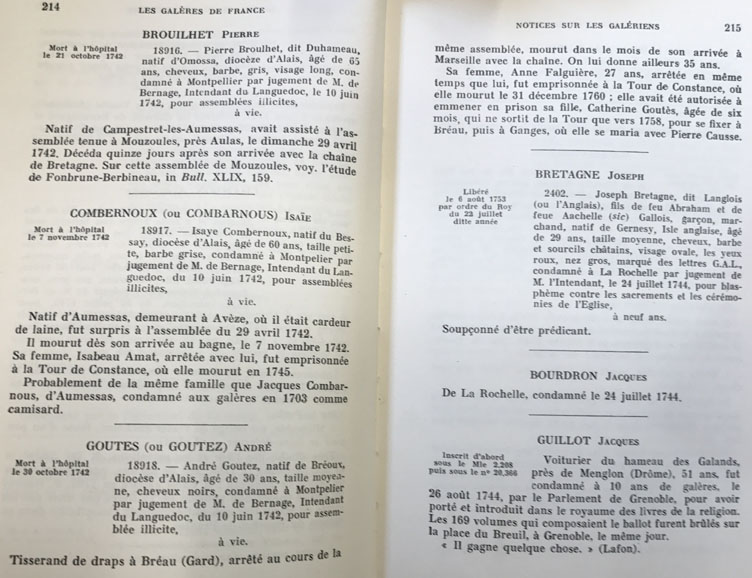 214 LES GALÈRES DE FRANCE
BROUILHET PIERRE
Mort à l'hôpital
le 21 octobre 1742
18916. — Pierre Broulhet, dit Duhameau,
natif d'Omossa, diocèse d'Alais, âgé de 65
ans, cheveux, barbe, gris, visage long, con-
damné à Montpellier par jugement de M. de
Bernage, Intendant du Languedoc, le 10 juin
1742, pour assemblées illicites,
à vie.
Natif de Campestret-les-Aumessas, avait assisté à l'as-
semblée tenue à Mouzoules, près Aulas, le dimanche 29 avril
1742. Décéda quinze jours après son arrivée avec la chaîne
de Bretagne. Sur cette assemblée de Mouzoules, voy. l'étude
de Fonbrune-Berbineau, in Bull. XLIX, 159.
COMBERNOUX (ou COMBARNOUS) ISAÏE
Mort à l'hôpital
le 7 novembre 1742
18917. — Isaye Combernoux, natif du Bes-
say, diocèse d'Alais, âgé de 60 ans, taille peti-
te, barbe grise, condamné à Montpellier par
jugement de M. de Bernage, Intendant du Lan-
guedoc, du 10 juin 1742, pour assemblées
illicites,
à vie.
Natif d'Aumessas, demeurant à Avèze, où il était cardeur
de laine, fut surpris à l'assemblée du 29 avril 1742.
Il mourut dès son arrivée au bagne, le 7 novembre 1742.
Sa femme, Isabeau Amat, arrêtée avec lui, fut emprisonnée
à la Tour de Constance, où elle mourut en 1745.
Probablement de la même famille que Jacques Combar-
nous, d'Aumessas, condamné aux galères en 1703 comme
camisard.
GOUTES (ou GOUTEZ) ANDRÉ
Mort à l'hôpital
le 30 octobre 1742
18918. — André Goutez, natif de Bréoux,
diocèse d'Alais, âgé de 30 ans, taille moyen-
ne, cheveux noirs, condamné à Montpelier
par jugement de M. de Bernage, Intendant
du Languedoc, du 10 juin 1742, pour assem-
blée illicite,
à vie.
Tisserand de draps à Bréau (Gard), arrêté au cours de la
NOTICES SUR LES GALÉRIENS 215
même assemblée, mourut dans le mois de son arrivée à
Marseille avec la chaîne. On lui donne ailleurs 35 ans.
Sa femme, Anne Falguière, 27 ans, arrêtée en même
temps que lui, fut emprisonnée à la Tour de Constance, où
elle mourut le 31 décembre 1760 ; elle avait été autorisée à
emmener en prison sa fille, Catherine Goutès, âgée de six
mois, qui ne sortit de la Tour que vers 1758, pour se fixer à
Bréau, puis à Ganges, où elle se maria avec Pierre Causse.
BRETAGNE JOSEPH
Libéré
le 6 août 1753
par ordre du Roy
du 22 juillet
ditte année
2402. — Joseph Bretagne, dit Langlois
(ou l'Anglais), fils de feu Abraham et de
feue Aachelle (sic) Gallois, garçon, mar-
chand, natif de Gernesy, Isle anglaise, âgé
de 29 ans, taille moyenne, cheveux, barbe
et sourcils châtains, visage ovale, les yeux
roux, nez gros, marqué des lettres G.A.L.,
condamné à La Rochelle par jugement de
M. l'Intendant, le 24 juillet 1744, pour blas-
phème contre les sacrements et les cérémo-
nies de l'Eglise,
à neuf ans.
Soupçonné d'être prédicant.
BOURDRON JACQUES
De La Rochelle, condamné le 24 juillet 1744.
GUILLOT JACQUES
Inscrit d'abord
sous le Mle 2.208
puis sous le n° 20.366
Voiturier du hameau des Galands,
près de Menglon (Drôme), 51 ans, fut
condamné à 10 ans de galères, le
26 août 1744, par le Parlement de Grenoble, pour avoir
porté et introduit dans le royaume des livres de la religion.
Les 169 volumes qui composaient le ballot furent brûlés sur
la place du Breuil, à Grenoble, le même jour.
« Il gagne quelque chose. » (Lafon).